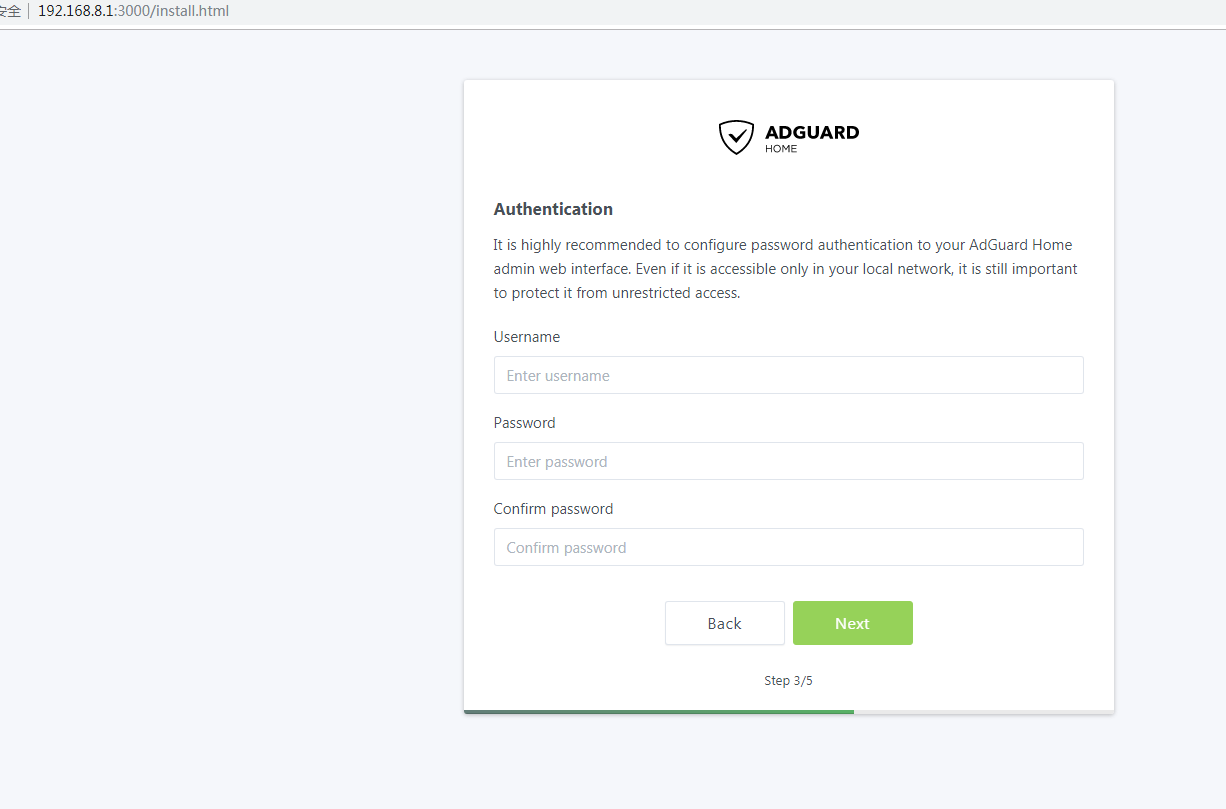 安全 192.168.8.1:3000/install.html
ADGUARD
HOME
Authentication
It is highly recommended to configure password authentication to your AdGuard Home
admin web interface. Even if it is accessible only in your local network, it is still important
to protect it from unrestricted access.
Username
Enter username
Password
Enter password
Confirm password
Confirm password
Back Next
Step 3/5